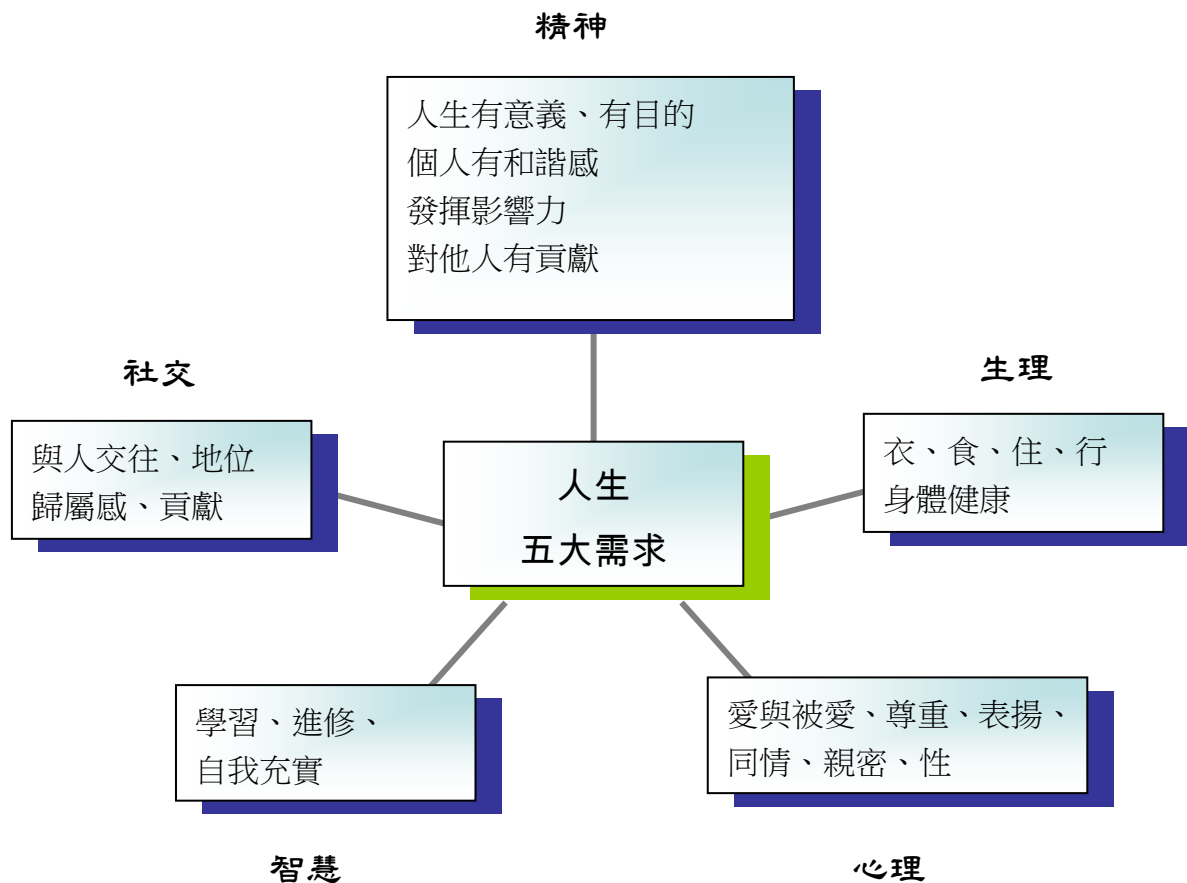 精神
人生有意義、有目的
個人有和諧感
發揮影響力
對他人有貢獻
社交
與人交往、地位
歸屬感、貢獻
生理
衣、食、住、行
身體健康
人生
五大需求
學習、進修、
自我充實
智慧
愛與被愛、尊重、表揚、
同情、親密、性
心理